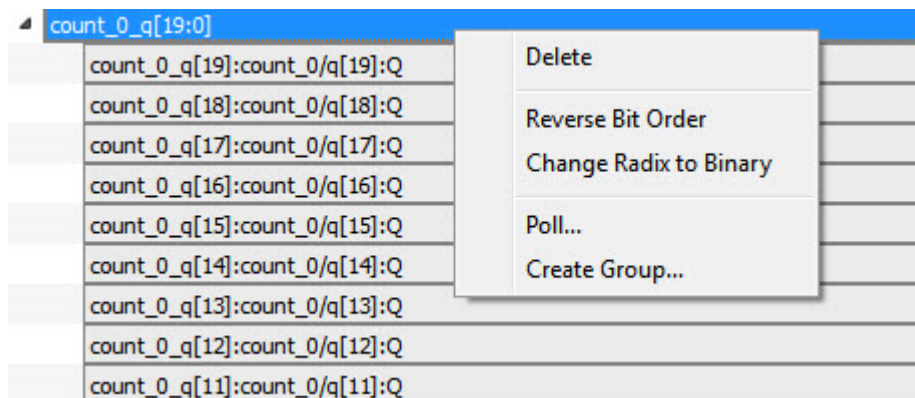 count_0_q[19:0]
count_0_q[19]:count_0/q[19]:Q
count_0_q[18]:count_0/q[18]:Q
count_0_q[17]:count_0/q[17]:Q
count_0_q[16]:count_0/q[16]:Q
count_0_q[15]:count_0/q[15]:Q
count_0_q[14]:count_0/q[14]:Q
count_0_q[13]:count_0/q[13]:Q
count_0_q[12]:count_0/q[12]:Q
count_0_q[11]:count_0/q[11]:Q
Delete
Reverse Bit Order
Change Radix to Binary
Poll...
Create Group...